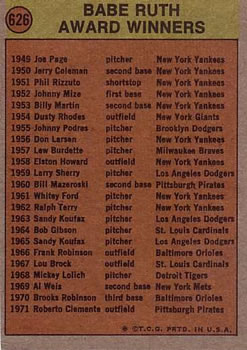 626
BABE RUTH
AWARD WINNERS
1949 Joe Page pitcher New York Yankees
1950 Jerry Coleman second base New York Yankees
1951 Phil Rizzuto shortstop New York Yankees
1952 Johnny Mize first base New York Yankees
1953 Billy Martin second base New York Yankees
1954 Dusty Rhodes outfield New York Giants
1955 Johnny Podres pitcher Brooklyn Dodgers
1956 Don Larsen pitcher New York Yankees
1957 Lew Burdette pitcher Milwaukee Braves
1958 Elston Howard outfield New York Yankees
1959 Larry Sherry pitcher Los Angeles Dodgers
1960 Bill Mazeroski second base Pittsburgh Pirates
1961 Whitey Ford pitcher New York Yankees
1962 Ralph Terry pitcher New York Yankees
1963 Sandy Koufax pitcher Los Angeles Dodgers
1964 Bob Gibson pitcher St. Louis Cardinals
1965 Sandy Koufax pitcher Los Angeles Dodgers
1966 Frank Robinson outfield Baltimore Orioles
1967 Lou Brock outfield St. Louis Cardinals
1968 Mickey Lolich pitcher Detroit Tigers
1969 Al Weis second base New York Mets
1970 Brooks Robinson third base Baltimore Orioles
1971 Roberto Clemente outfield Pittsburgh Pirates
* © T.C.G. PRTD. IN U.S.A.